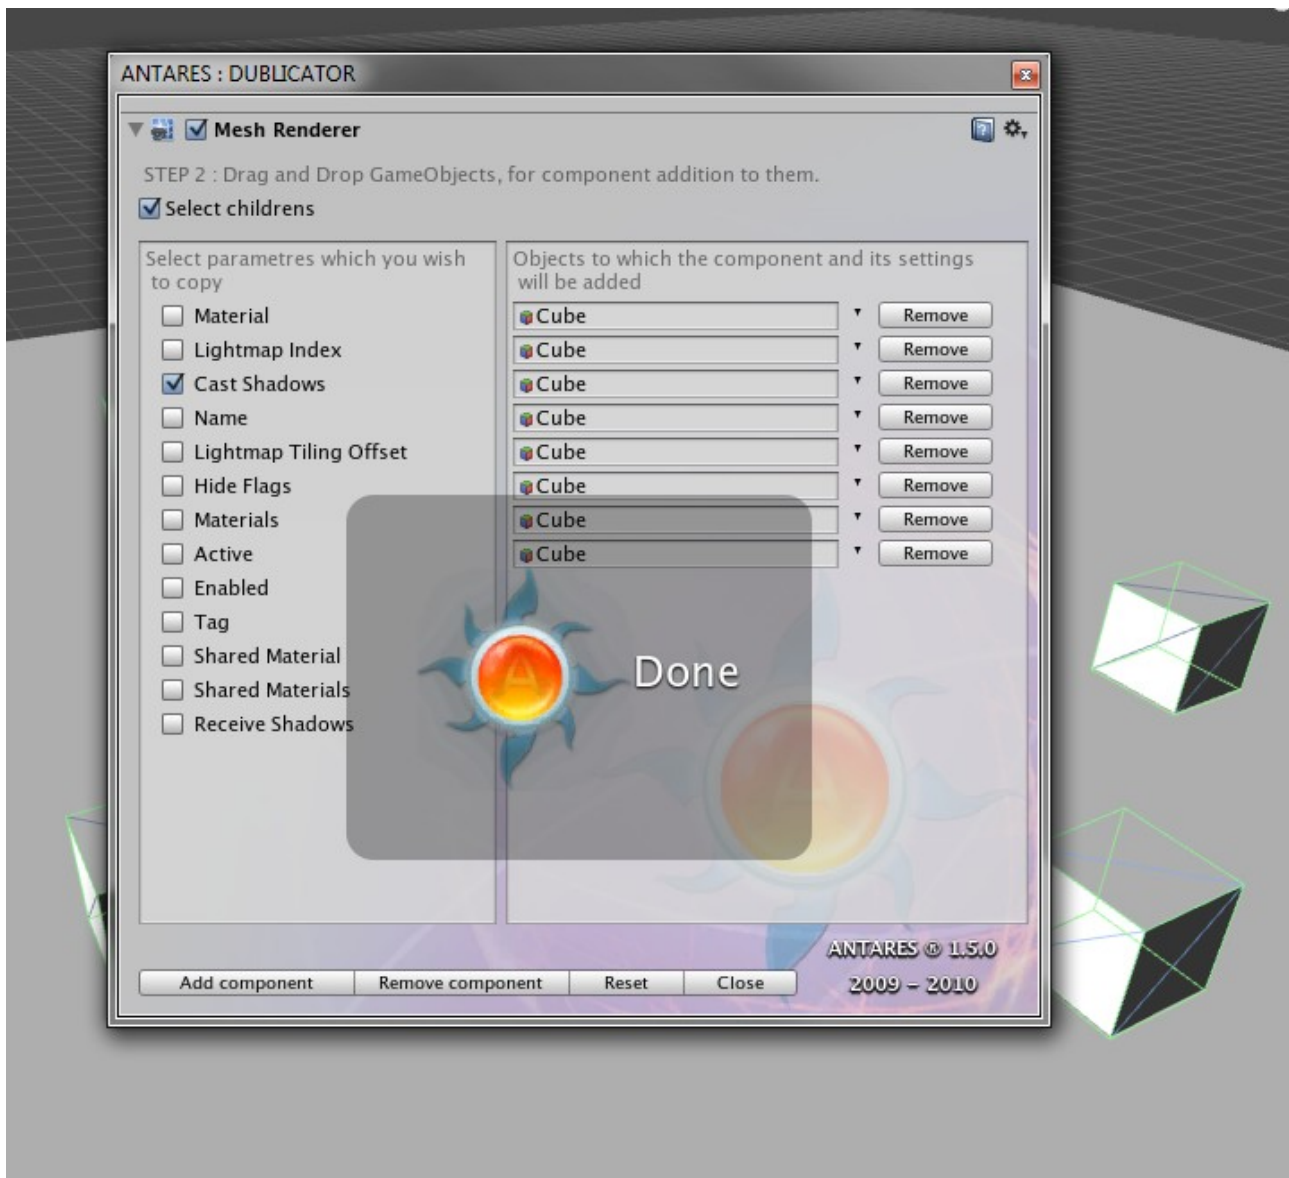 ANTARES : DUBLICATOR
Mesh Renderer
STEP 2 : Drag and Drop GameObjects, for component addition to them.
Select childrens
Select parametres which you wish
to copy
Material
Lightmap Index
Cast Shadows
Name
Lightmap Tiling Offset
Hide Flags
Materials
Active
Enabled
Tag
Shared Material
Shared Materials
Receive Shadows
Objects to which the component and its settings
will be added
Cube Remove
Cube Remove
Cube Remove
Cube Remove
Cube Remove
Cube Remove
Cube Remove
Cube Remove
A Done
A
ANTARES ® 1.5.0
2009 - 2010
Add component Remove component Reset Close